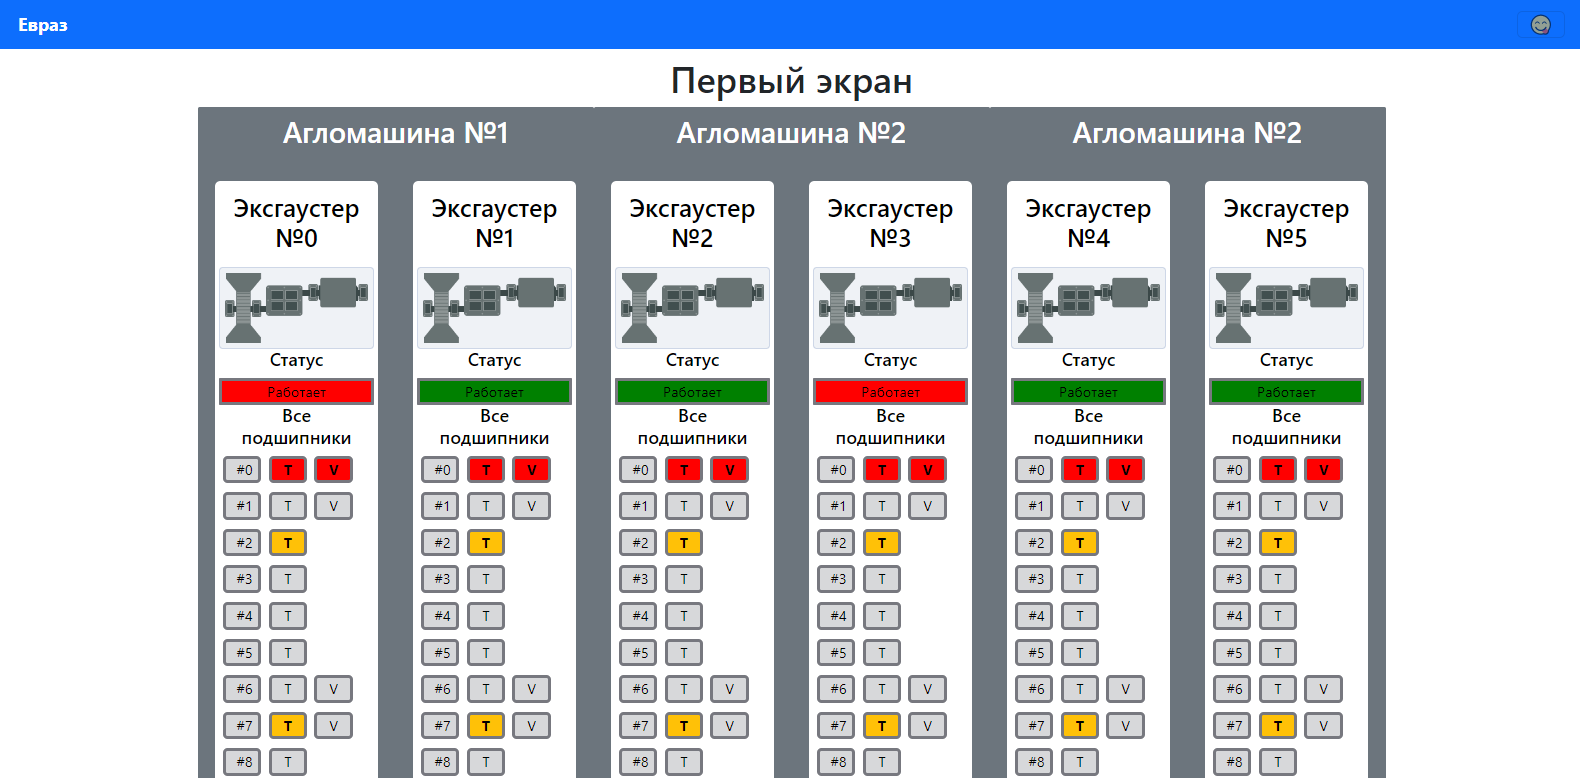 Евраз
Первый экран
Агломашина №1 Агломашина №2 Агломашина №2
Эксгаустер Эксгаустер Эксгаустер Эксгаустер Эксгаустер Эксгаустер
№0 №1 №2 №3 №4 №5
Статус Статус Статус Статус Статус Статус
Работает Работает Работает Работает Работает Работает
Все Все Все Все Все Все
подшипники подшипники подшипники подшипники подшипники подшипники
#0 T V #0 T V #0 T V #0 T V #0 T V #0 T V
#1 T V #1 T V #1 T V #1 T V #1 T V #1 T V
#2 T #2 T #2 T #2 T #2 T #2 T
#3 T #3 T #3 T #3 T #3 T #3 T
#4 T #4 T #4 T #4 T #4 T #4 T
#5 T #5 T #5 T #5 T #5 T #5 T
#6 T V #6 T V #6 T V #6 T V #6 T V #6 T V
#7 T V #7 T V #7 T V #7 T V #7 T V #7 T V
#8 T #8 T #8 T #8 T #8 T #8 T